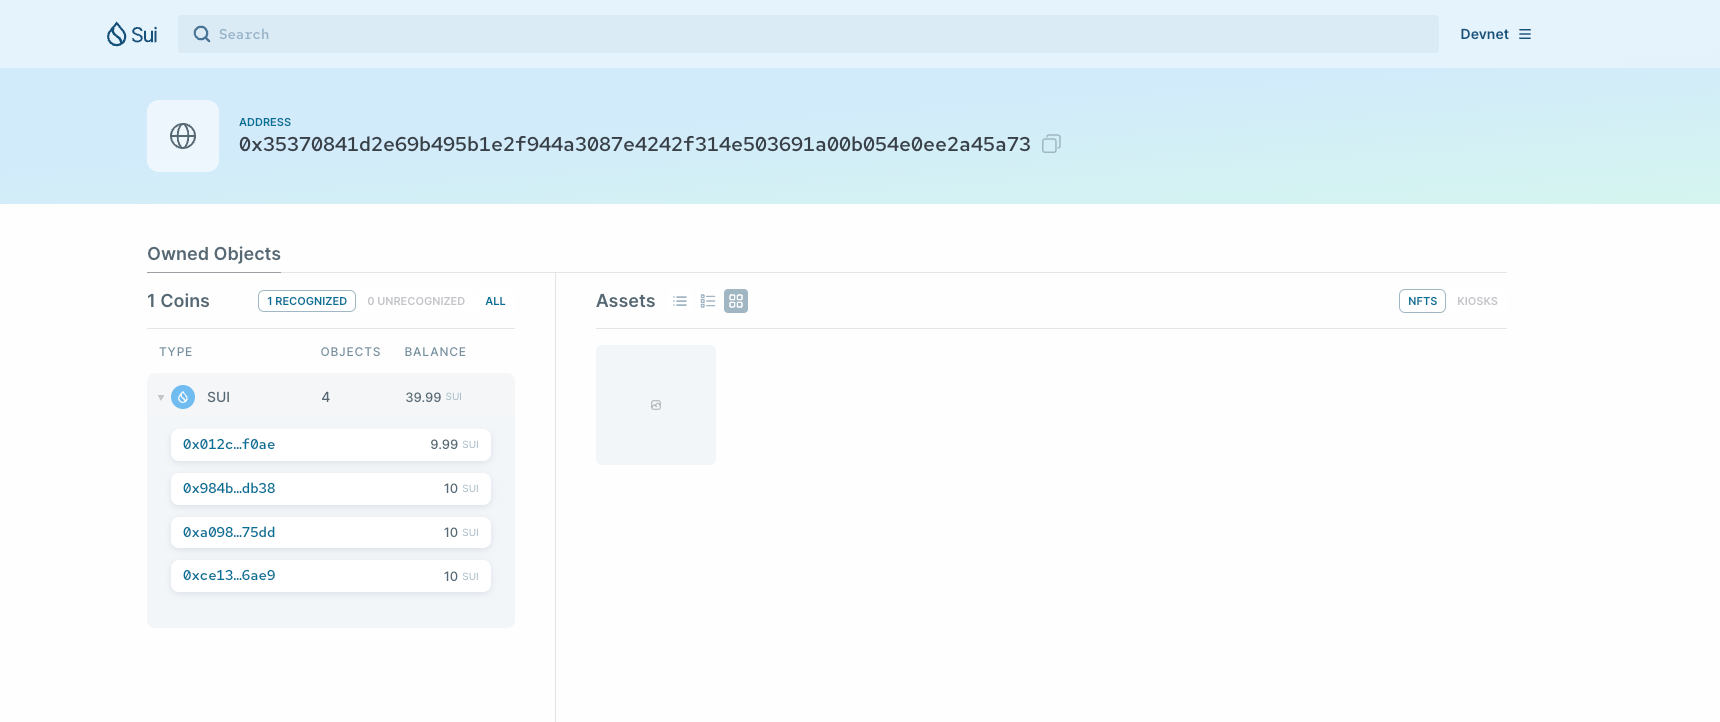 Sui
Search
Devnet
ADDRESS
0x35370841d2e69b495b1e2f944a3087e4242f314e503691a00b054e0ee2a45a73
Owned Objects
1 Coins
1 RECOGNIZED
0 UNRECOGNIZED
ALL
TYPE OBJECTS BALANCE
SUI 4 39.99 SUI
0x012c…f0ae 9.99 SUI
0x984b…db38 10 SUI
0xa098…75dd 10 SUI
0xce13…6ae9 10 SUI
Assets
NFTS
KIOSKS